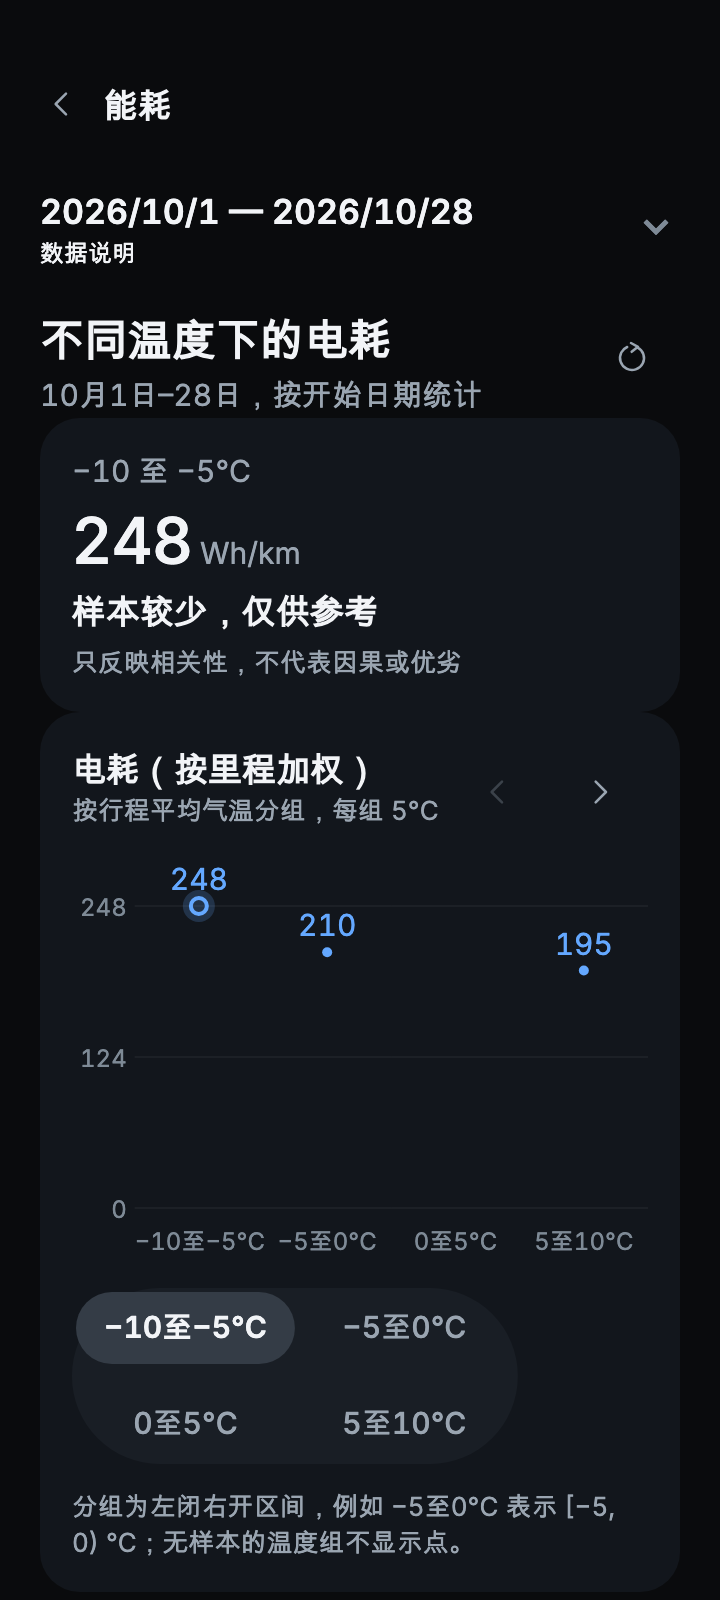 能耗
2026/10/1 — 2026/10/28
数据说明
不同温度下的电耗
10月1日–28日，按开始日期统计
−10 至 −5°C
248 Wh/km
样本较少，仅供参考
只反映相关性，不代表因果或优劣
电耗（按里程加权）
按行程平均气温分组，每组 5°C
248
210
195
248
124
0
−10至−5°C −5至0°C 0至5°C 5至10°C
−10至−5°C −5至0°C
0至5°C 5至10°C
分组为左闭右开区间，例如 −5至0°C 表示 [−5,
0) °C；无样本的温度组不显示点。